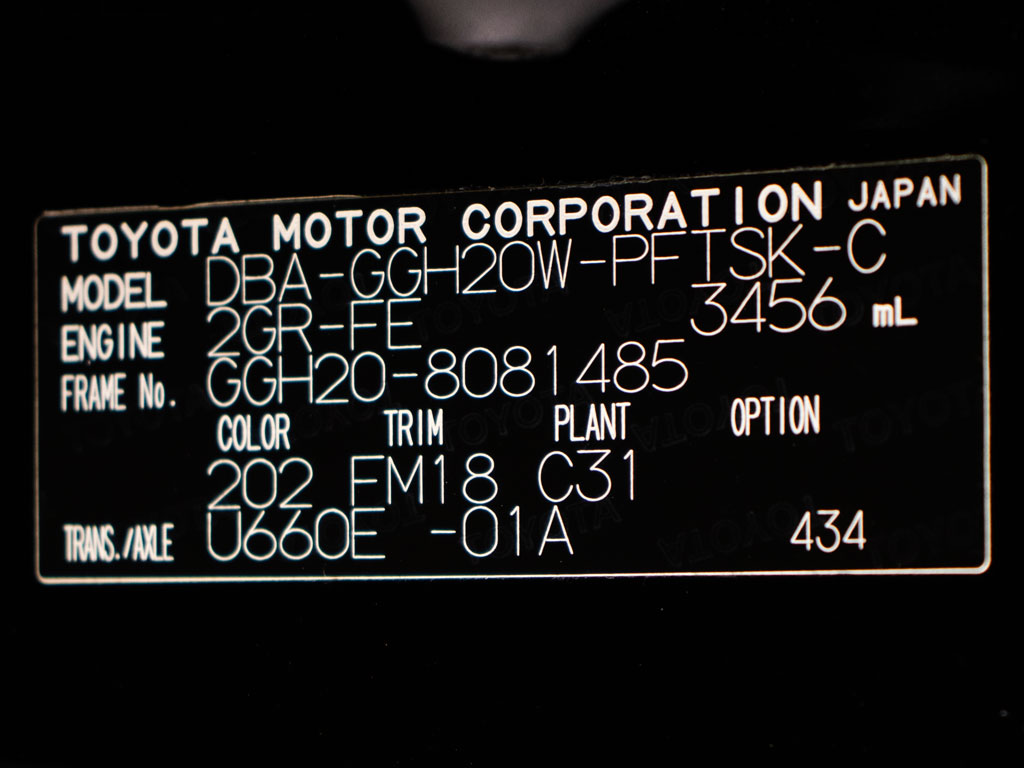 TOYOTA MOTOR CORPORATION JAPAN
MODEL DBA-GGH20W-PFTSK-C
ENGINE 2GR-FE 3456 mL
FRAME No. GGH20-8081485
COLOR TRIM PLANT OPTION
202 FM18 C31
TRANS./AXLE U660E -01A 434